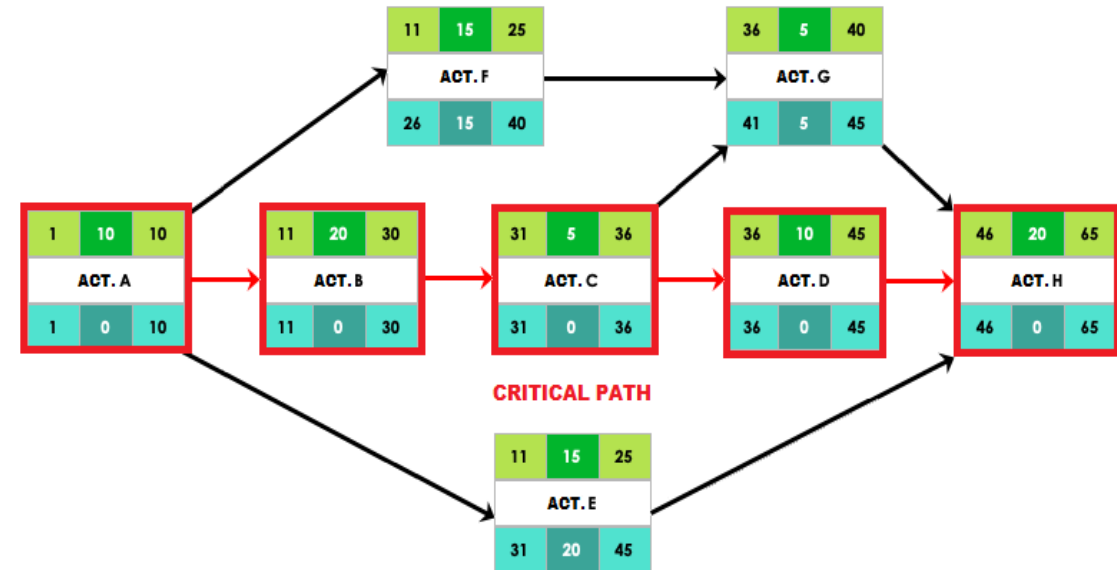 11 15 25
ACT. F
26 15 40
36 5 40
ACT. G
41 5 45
1 10 10
ACT. A
1 0 10
11 20 30
ACT. B
11 0 30
31 5 36
ACT. C
31 0 36
36 10 45
ACT. D
36 0 45
46 20 65
ACT. H
46 0 65
CRITICAL PATH
11 15 25
ACT. E
31 20 45